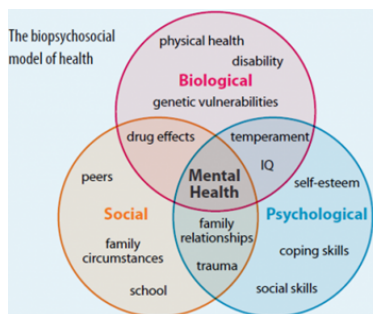 The biopsychosocial
model of health
physical health
disability
Biological
genetic vulnerabilities
drug effects
temperament
IQ
Mental
Health
peers
Social
family
circumstances
school
family
relationships
trauma
self-esteem
Psychological
coping skills
social skills